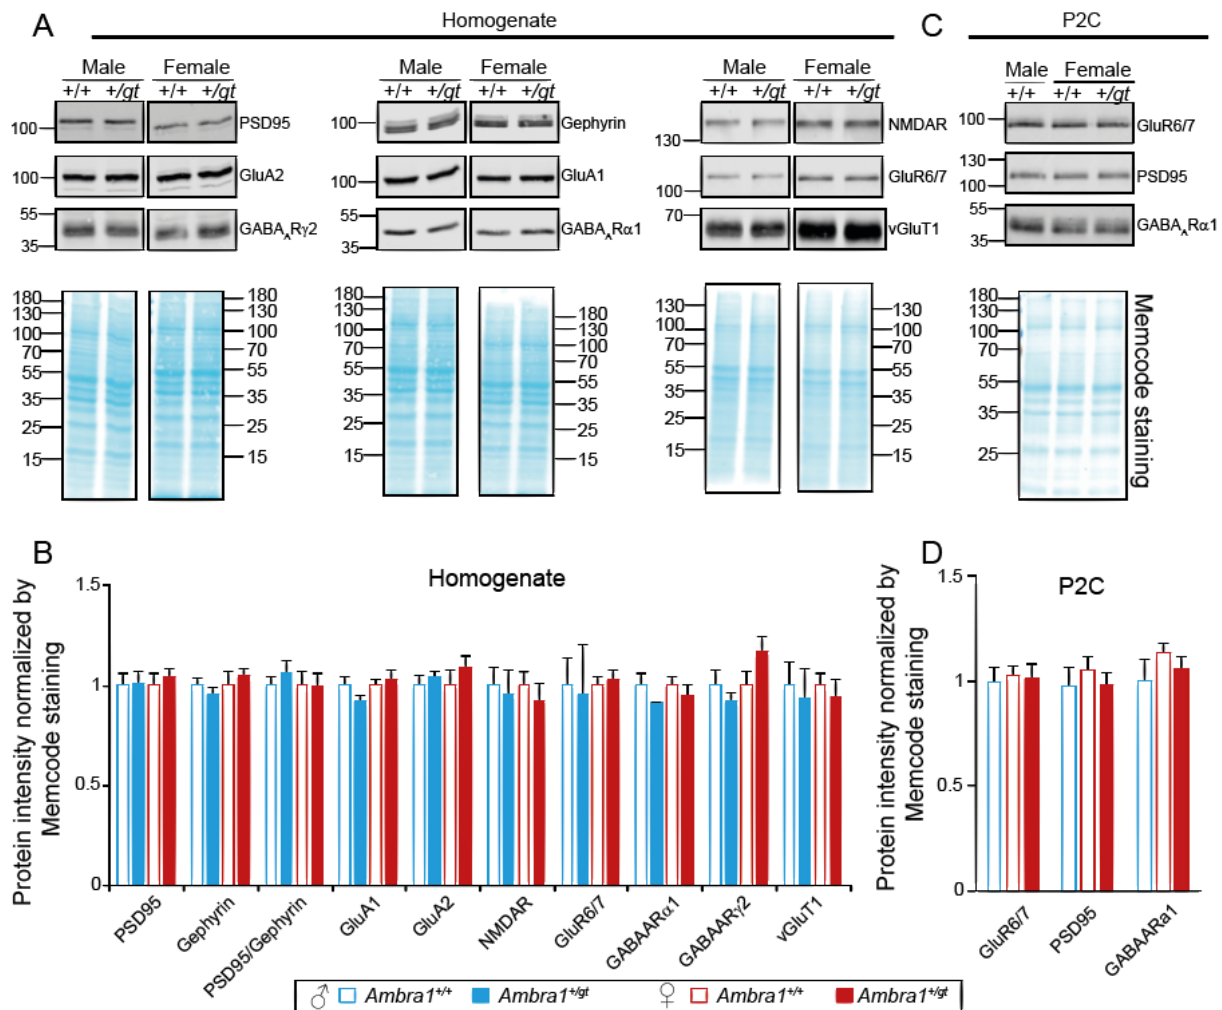 A
Homogenate
C
P2C
Male Female
+/+ +/gt +/+ +/gt
100 PSD95
100 GluA2
55
35
GABAARγ2
Male Female
+/+ +/gt +/+ +/gt
100 Gephyrin
100 GluA1
55
35
GABAARα1
Male Female
+/+ +/gt +/+ +/gt
130 NMDAR
100 GluR6/7
70 vGluT1
Male Female
+/+ +/+ +/gt
100 GluR6/7
130
100
PSD95
55
35
GABAARα1
180
130
100
70
55
35
25
15
180
130
100
70
55
35
25
15
180
130
100
70
55
35
25
15
180
130
100
70
55
35
25
15
130
100
70
55
35
25
15
130
100
70
55
35
25
15
180
130
100
70
55
35
25
Memcode staining
B
Homogenate
Protein intensity normalized by
Memcode staining
1.5
1
0.5
0
PSD95
Gephyrin
PSD95/Gephyrin
GluA1
GluA2
NMDAR
GluR6/7
GABAARα1
GABAARγ2
vGluT1
D
P2C
Protein intensity normalized by
Memcode staining
1.5
1
0.5
0
GluR6/7
PSD95
GABAARa1
♂ Ambra1+/+ Ambra1+/gt ♀ Ambra1+/+ Ambra1+/gt